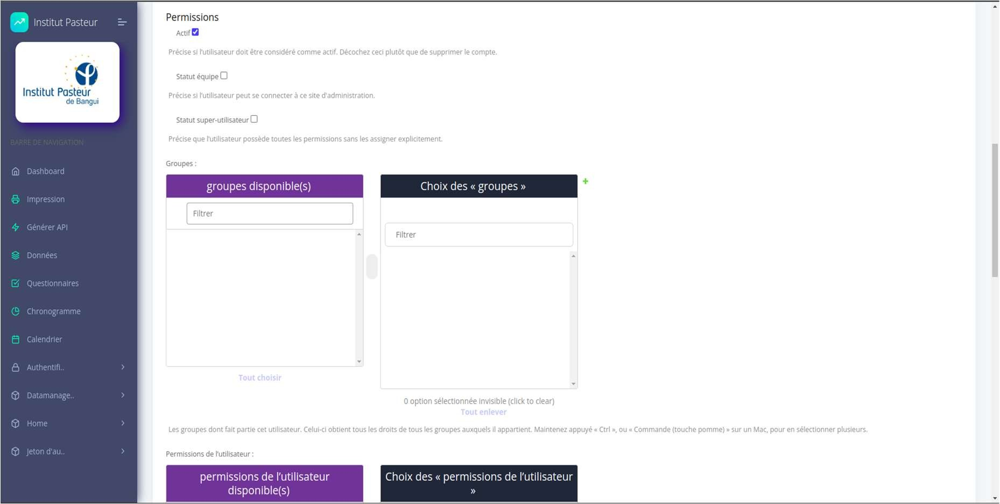 Institut Pasteur
Institut Pasteur
de Bangui
BARRE DE NAVIGATION
Dashboard
Impression
Générer API
Données
Questionnaires
Chronogramme
Calendrier
Authentifi..
Datamanage..
Home
Jeton d'au..
Permissions
Actif
Précise si l'utilisateur doit être considéré comme actif. Décochez ceci plutôt que de supprimer le compte.
Statut équipe
Précise si l'utilisateur peut se connecter à ce site d'administration.
Statut super-utilisateur
Précise que l'utilisateur possède toutes les permissions sans les assigner explicitement.
Groupes :
groupes disponible(s)
Filtrer
Tout choisir
Choix des « groupes »
Filtrer
0 option sélectionnée invisible (click to clear)
Tout enlever
Les groupes dont fait partie cet utilisateur. Celui-ci obtient tous les droits de tous les groupes auxquels il appartient. Maintenez appuyé « Ctrl », ou « Commande (touche pomme) » sur un Mac, pour en sélectionner plusieurs.
Permissions de l'utilisateur :
permissions de l’utilisateur
disponible(s)
Choix des « permissions de l’utilisateur
»